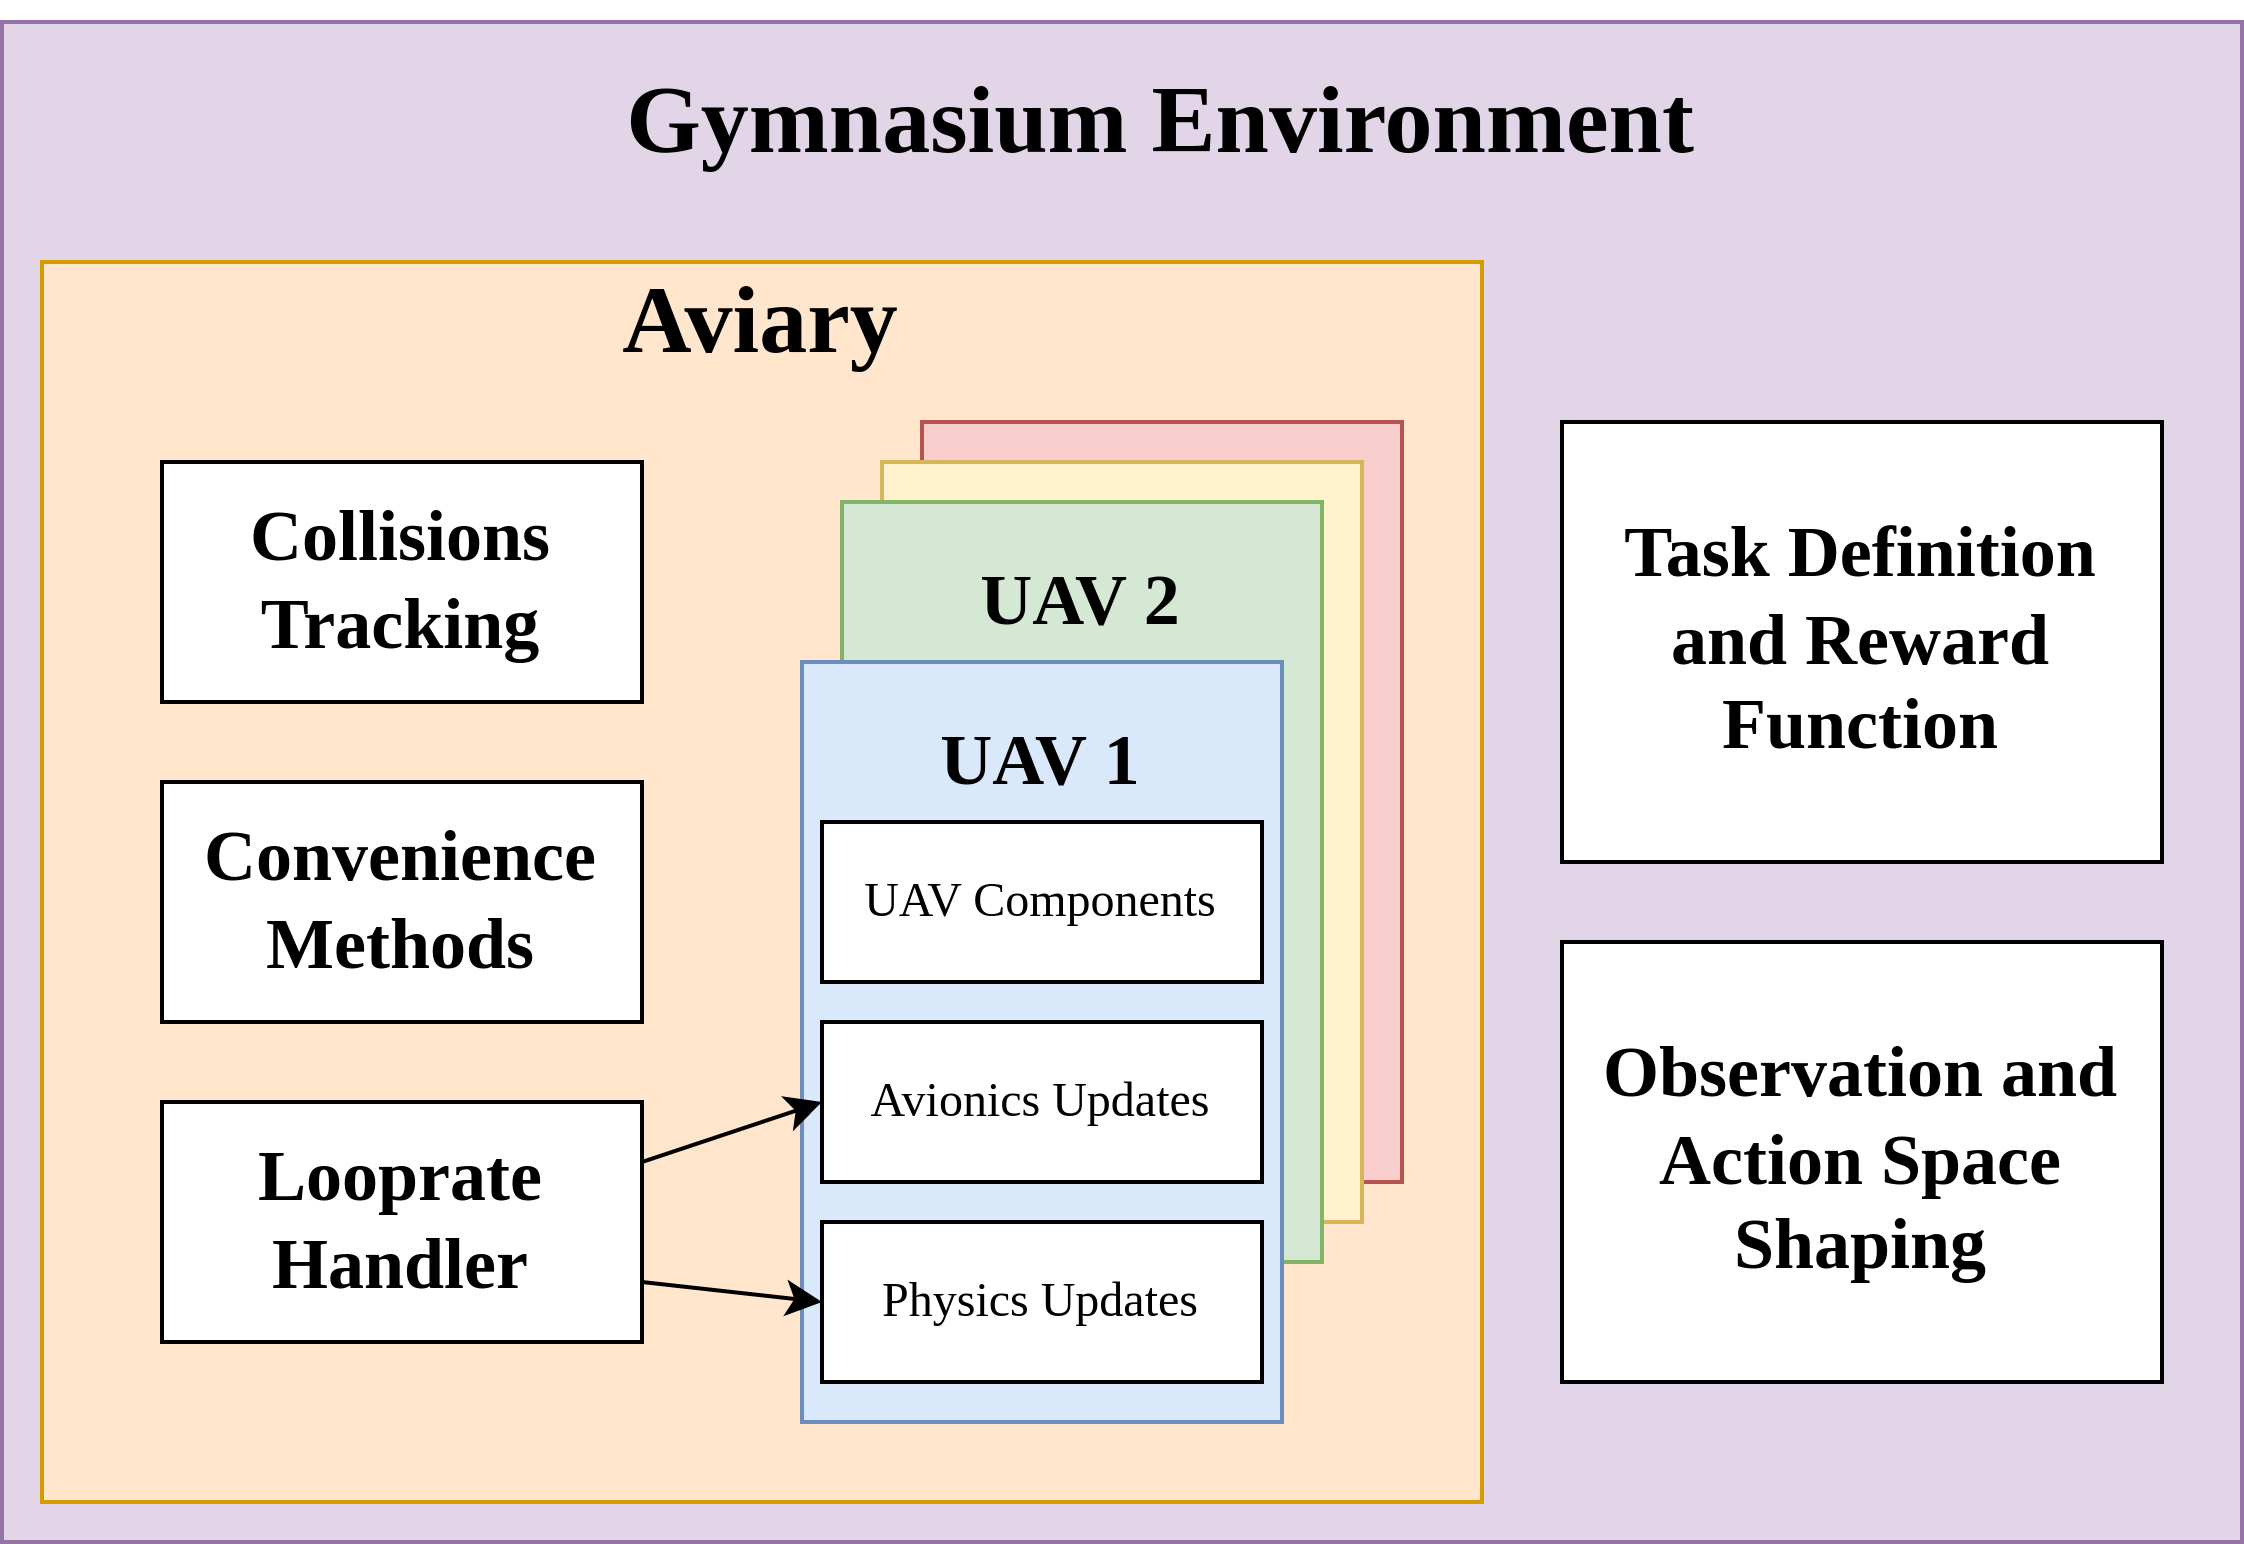 Gymnasium Environment
Aviary
Collisions
Tracking
Convenience
Methods
Looprate
Handler
UAV 2
UAV 1
UAV Components
Avionics Updates
Physics Updates
Task Definition
and Reward
Function
Observation and
Action Space
Shaping